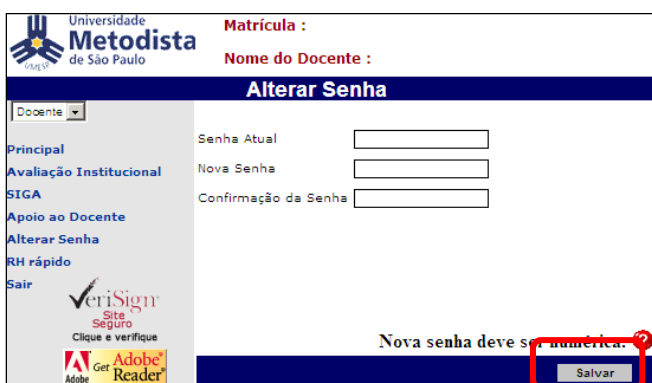 Universidade
Metodista
de São Paulo
UMESP
Matrícula :
Nome do Docente :
Alterar Senha
Docente
Principal
Avaliação Institucional
SIGA
Apoio ao Docente
Alterar Senha
RH rápido
Sair
VeriSign
Site
Seguro
Clique e verifique
Adobe
Get Adobe®
Reader®
Senha Atual
Nova Senha
Confirmação da Senha
Nova senha deve ser numérica.
?
Salvar